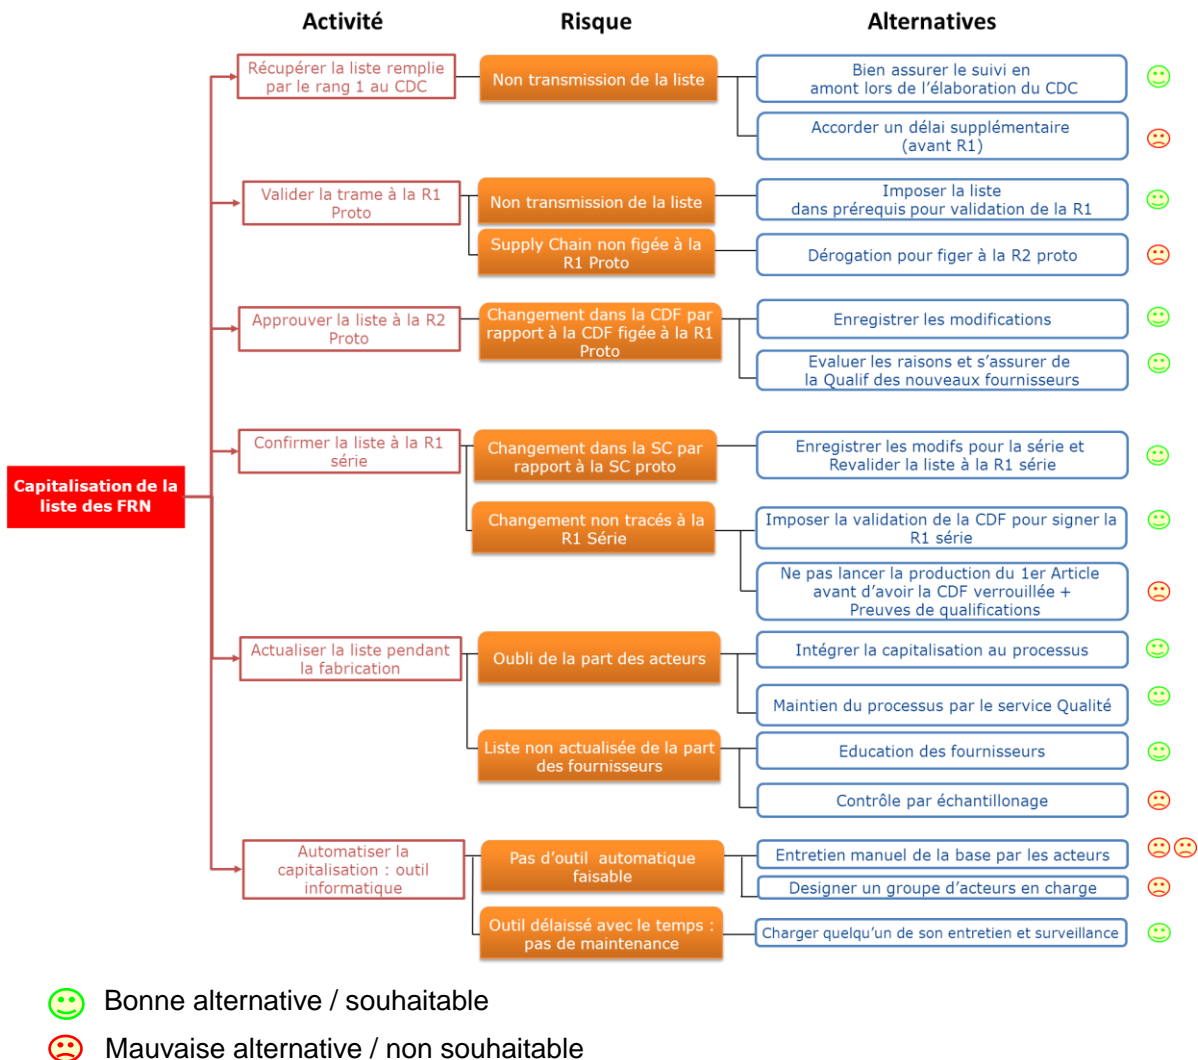 Activité
Risque
Alternatives
Récupérer la liste remplie
par le rang 1 au CDC
Non transmission de la liste
Bien assurer le suivi en
amont lors de l'élaboration du CDC
Accorder un délai supplémentaire
(avant R1)
Valider la trame à la R1
Proto
Non transmission de la liste
Imposer la liste
dans prérequis pour validation de la R1
Supply Chain non figée à la
R1 Proto
Dérogation pour figer à la R2 proto
Approuver la liste à la R2
Proto
Changement dans la CDF par
rapport à la CDF figée à la R1
Proto
Enregistrer les modifications
Evaluer les raisons et s'assurer de
la Qualif des nouveaux fournisseurs
Capitalisation de la
liste des FRN
Confirmer la liste à la R1
série
Changement dans la SC par
rapport à la SC proto
Enregistrer les modifs pour la série et
Revalider la liste à la R1 série
Changement non tracés à la
R1 Série
Imposer la validation de la CDF pour signer la
R1 série
Ne pas lancer la production du 1er Article
avant d'avoir la CDF verrouillée +
Preuves de qualifications
Actualiser la liste pendant
la fabrication
Oubli de la part des acteurs
Intégrer la capitalisation au processus
Maintien du processus par le service Qualité
Liste non actualisée de la part
des fournisseurs
Education des fournisseurs
Contrôle par échantillonage
Automatiser la
capitalisation : outil
informatique
Pas d'outil automatique
faisable
Entretien manuel de la base par les acteurs
Designer un groupe d'acteurs en charge
Outil délaissé avec le temps :
pas de maintenance
Charger quelqu'un de son entretien et surveillance
Bonne alternative / souhaitable
Mauvaise alternative / non souhaitable